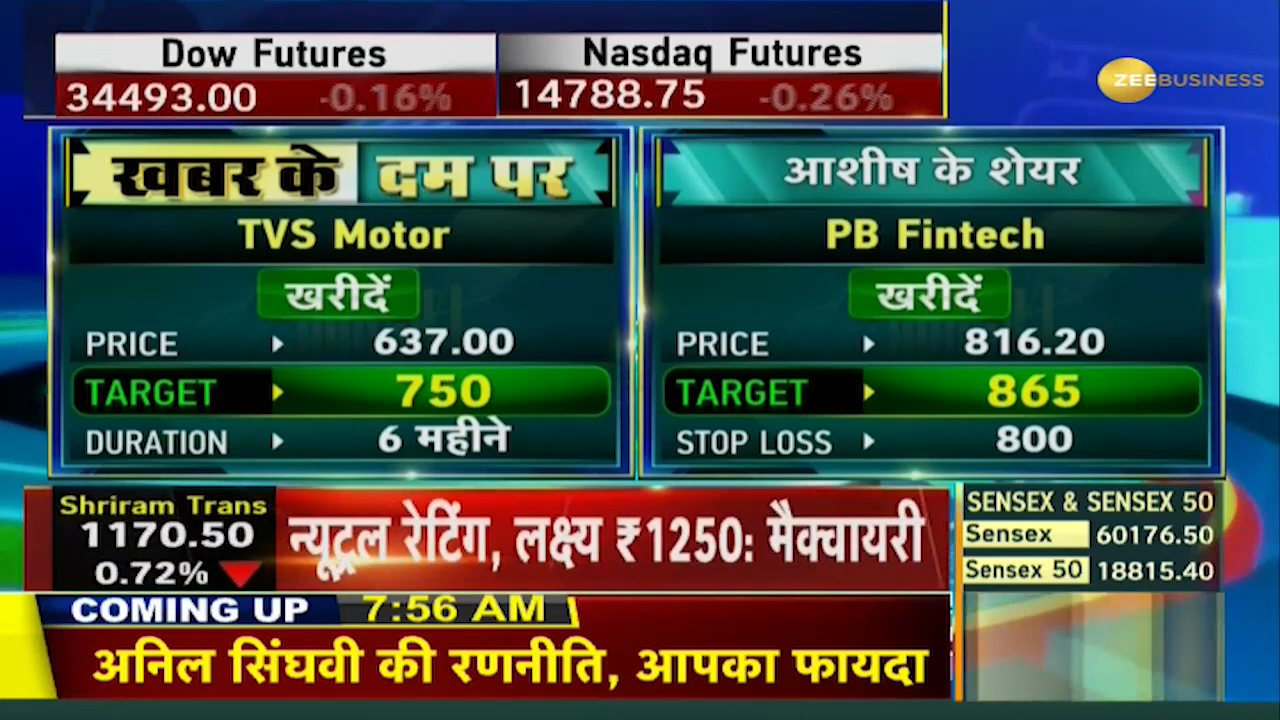 Dow Futures
34493.00 -0.16%
Nasdaq Futures
14788.75 -0.26%
ZEEBUSINESS
खबर के दम पर
TVS Motor
खरीदें
PRICE 637.00
TARGET 750
DURATION 6 महीने
आशीष के शेयर
PB Fintech
खरीदें
PRICE 816.20
TARGET 865
STOP LOSS 800
Shriram Trans
1170.50
0.72%
न्यूट्रल रेटिंग, लक्ष्य ₹1250: मैक्वायरी
SENSEX & SENSEX 50
Sensex 60176.50
Sensex 50 18815.40
COMING UP 7:56 AM
अनिल सिंघवी की रणनीति, आपका फायदा